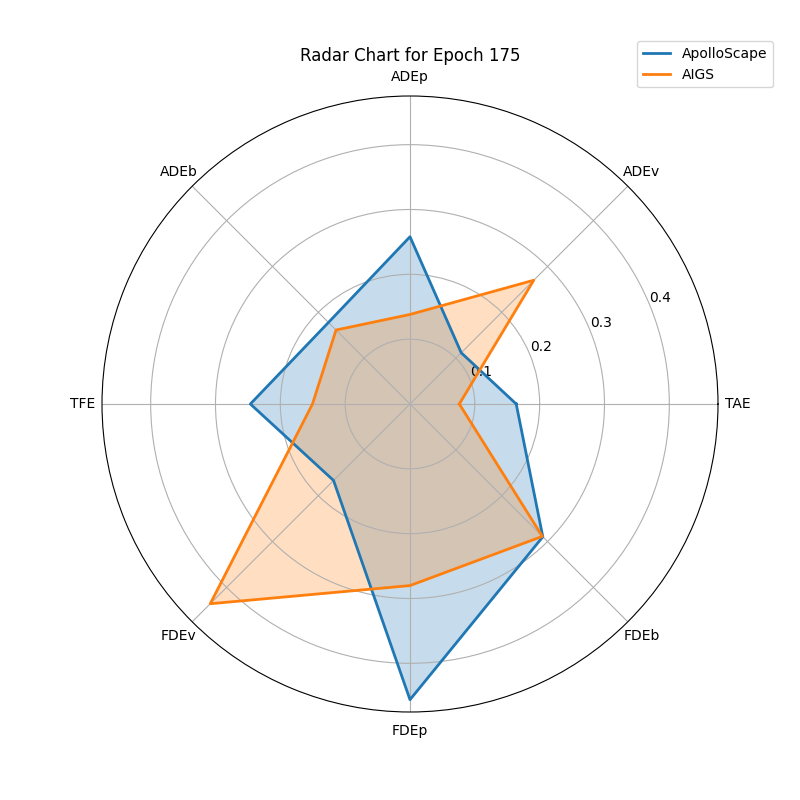 Radar Chart for Epoch 175
ApolloScape
AIGS
ADEp
ADEb
ADEv
0.4
0.3
0.2
0.1
TFE
TAE
FDEv
FDEb
FDEp